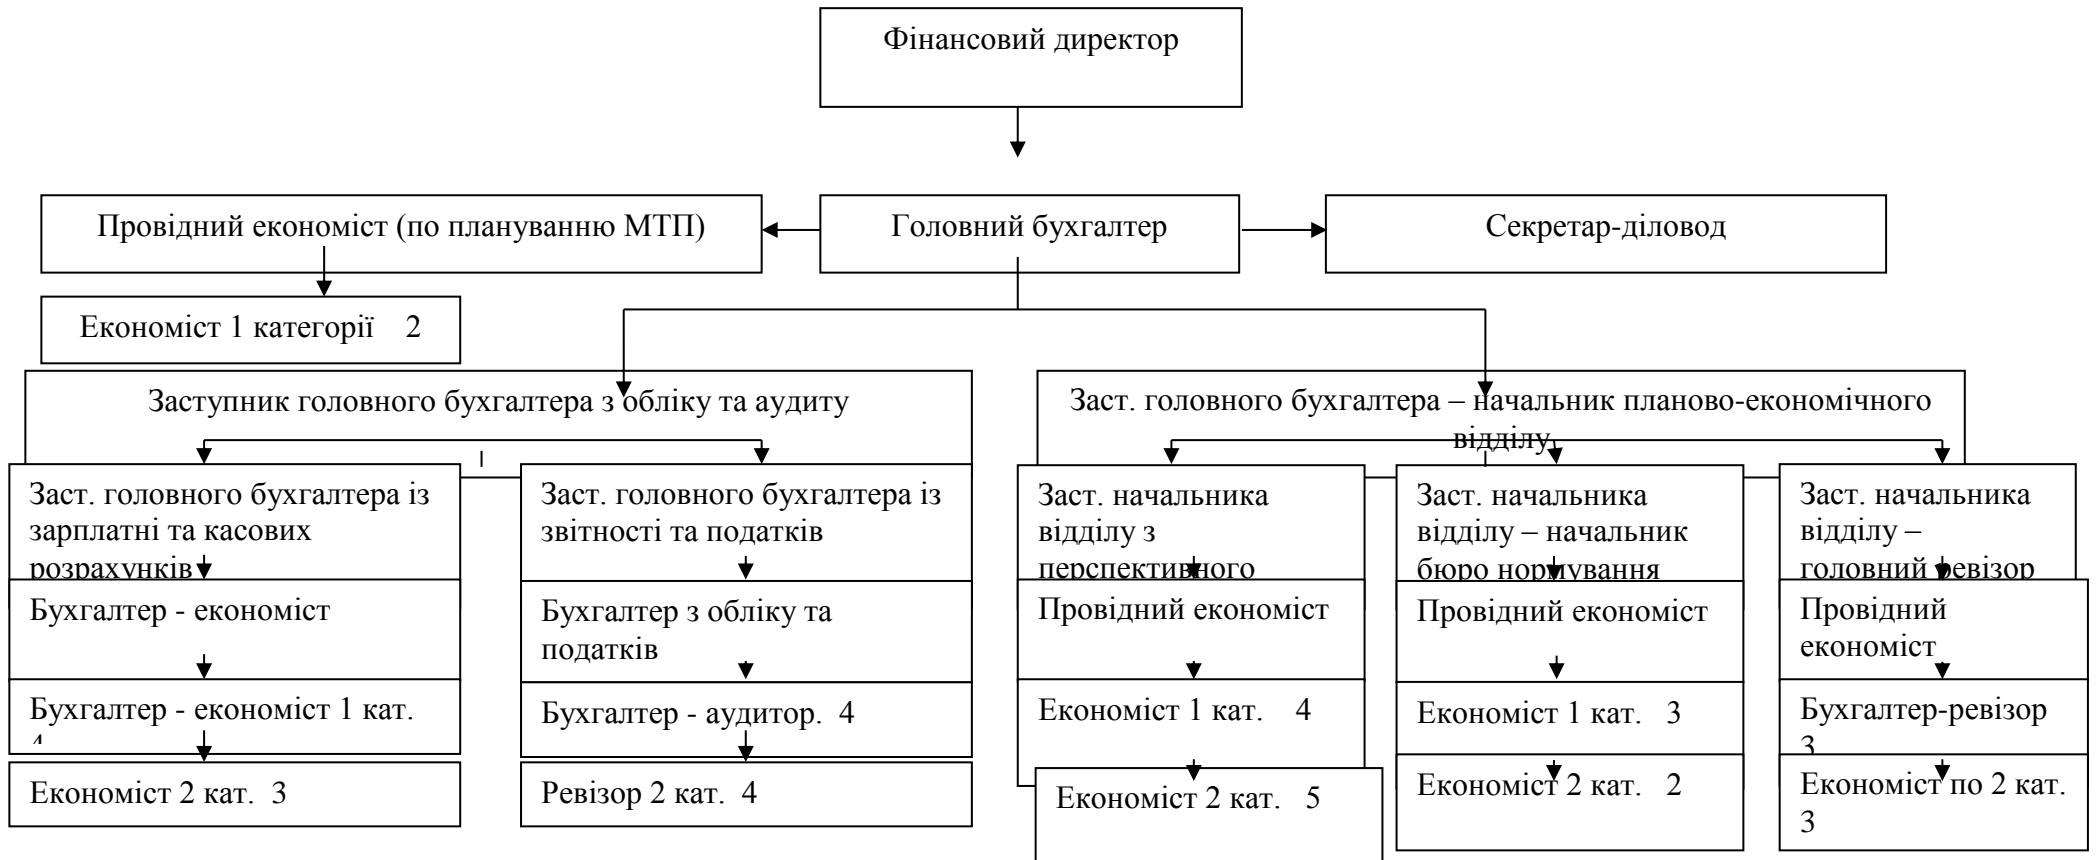 Фінансовий директор
Провідний економіст (по плануванню МТП)
Головний бухгалтер
Секретар-діловод
Економіст 1 категорії 2
Заступник головного бухгалтера з обліку та аудиту
Заст. головного бухгалтера – начальник планово-економічного
відділу
Заст. головного бухгалтера із
зарплатні та касових
розрахунків
Заст. головного бухгалтера із
звітності та податків
Заст. начальника
відділу з
перспективного
Заст. начальника
відділу – начальник
бюро нормування
Заст. начальника
відділу –
головний ревізор
Бухгалтер - економіст
Бухгалтер з обліку та
податків
Провідний економіст
Провідний економіст
Провідний
економіст
Бухгалтер - економіст 1 кат.
4
Бухгалтер - аудитор. 4
Економіст 1 кат. 4
Економіст 1 кат. 3
Бухгалтер-ревізор
3
Економіст 2 кат. 3
Ревізор 2 кат. 4
Економіст 2 кат. 5
Економіст 2 кат. 2
Економіст по 2 кат.
3